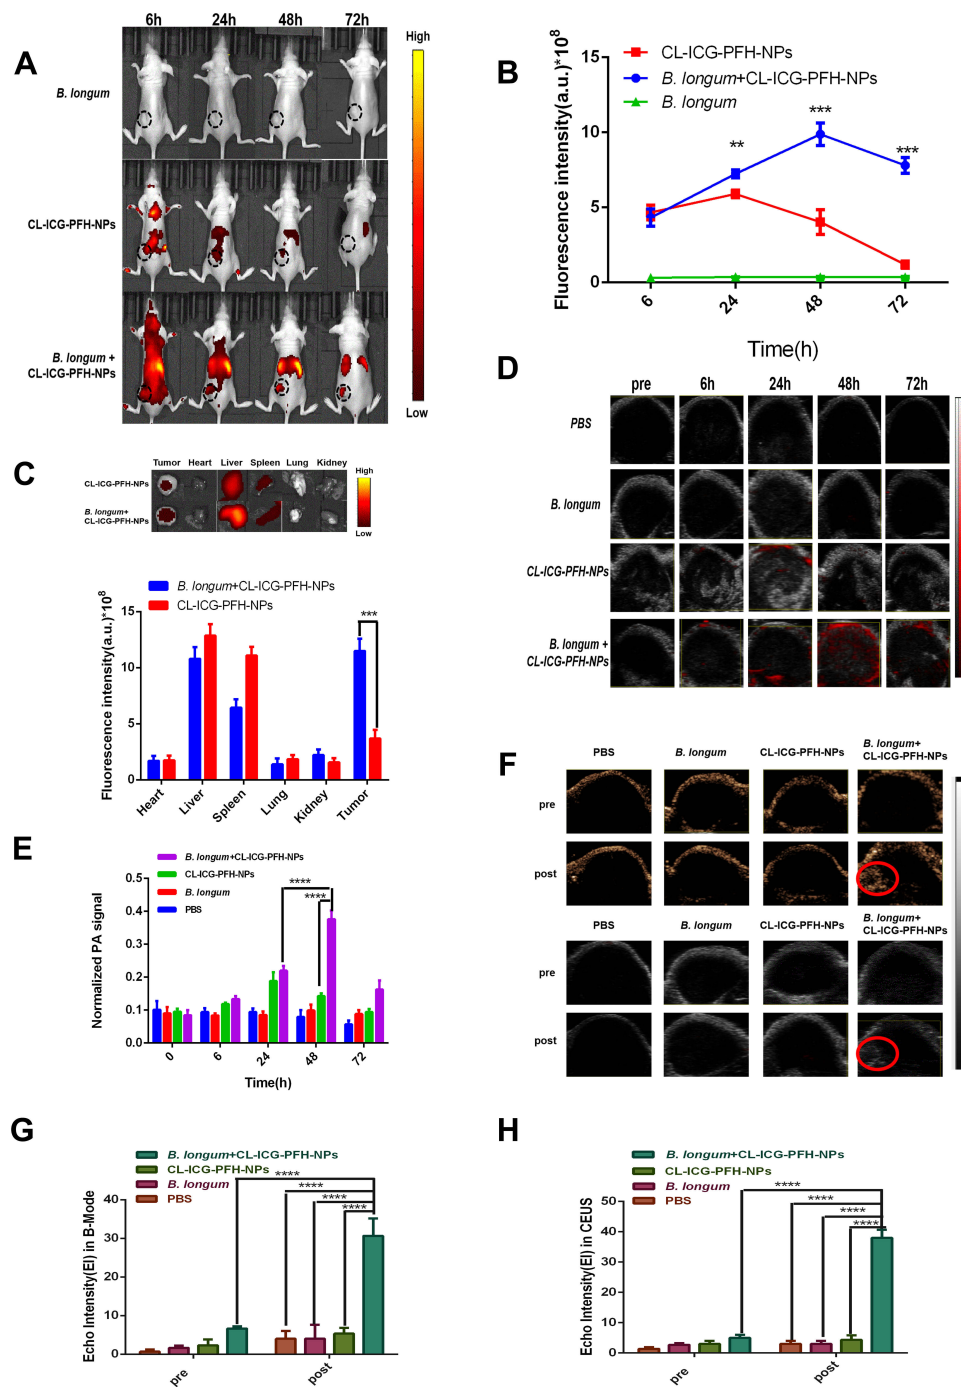 A
6h 24h 48h 72h
B. longum
CL-ICG-PFH-NPs
B. longum +
CL-ICG-PFH-NPs
High
Low
B
CL-ICG-PFH-NPs
B. longum+CL-ICG-PFH-NPs
B. longum
Fluorescence intensity(a.u.)*10^8
15
10
5
0
**
***
***
6 24 48 72
Time(h)
C
Tumor Heart Liver Spleen Lung Kidney
CL-ICG-PFH-NPs
B. longum+
CL-ICG-PFH-NPs
High
Low
B. longum+CL-ICG-PFH-NPs
CL-ICG-PFH-NPs
Fluorescence intensity(a.u.)*10^8
15
10
5
0
***
Heart Liver Spleen Lung Kidney Tumor
D
pre 6h 24h 48h 72h
PBS
B. longum
CL-ICG-PFH-NPs
B. longum +
CL-ICG-PFH-NPs
E
B. longum+CL-ICG-PFH-NPs
CL-ICG-PFH-NPs
B. longum
PBS
Normalized PA signal
0.5
0.4
0.3
0.2
0.1
0.0
****
****
0 6 24 48 72
Time(h)
F
PBS B. longum CL-ICG-PFH-NPs B. longum+
CL-ICG-PFH-NPs
pre
post
PBS B. longum CL-ICG-PFH-NPs B. longum+
CL-ICG-PFH-NPs
pre
post
G
B. longum+CL-ICG-PFH-NPs
CL-ICG-PFH-NPs
B. longum
PBS
Echo Intensity(EI) in B-Mode
40
30
20
10
0
****
****
****
****
pre post
H
B. longum+CL-ICG-PFH-NPs
CL-ICG-PFH-NPs
B. longum
PBS
Echo Intensity(EI) in CEUS
50
40
30
20
10
0
****
****
****
****
pre post